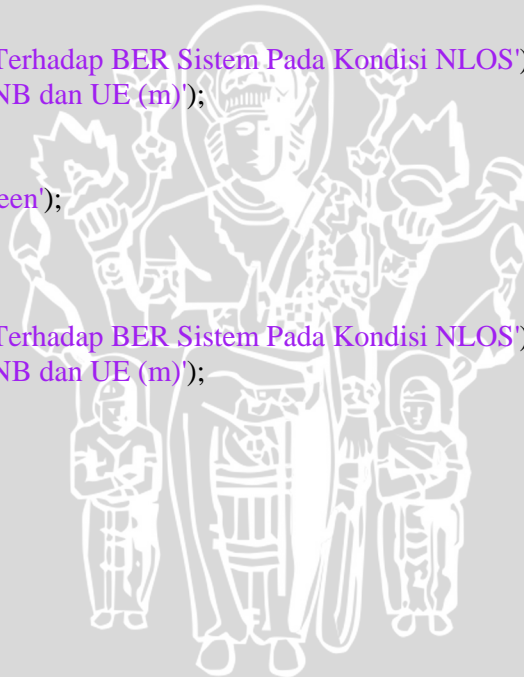 Terhadap BER Sistem Pada Kondisi NLOS')
NB dan UE (m)');
een');
Terhadap BER Sistem Pada Kondisi NLOS')
NB dan UE (m)');